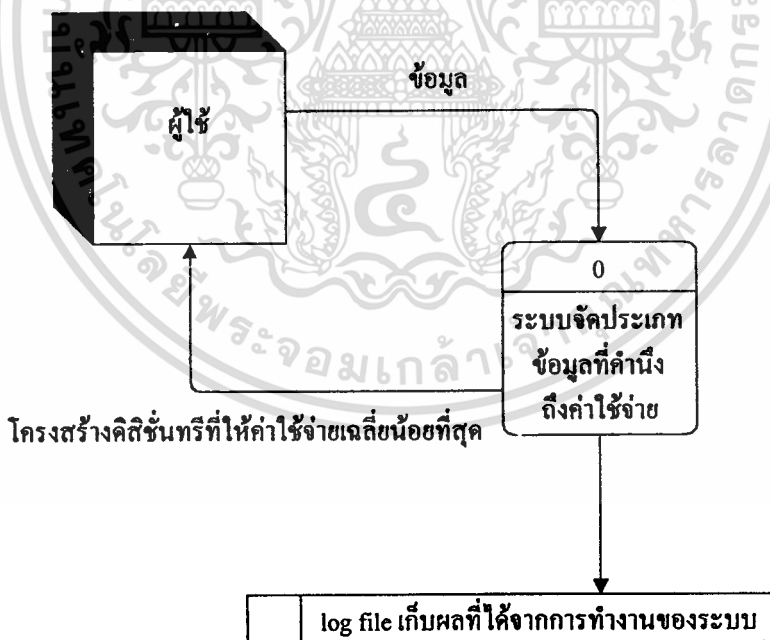 ข้อมูล
ผู้ใช้
0
ระบบจัดประเภท
ข้อมูลที่คำนึง
ถึงค่าใช้จ่าย
โครงสร้างดิสิชั่นทรีที่ให้ค่าใช้จ่ายเฉลี่ยน้อยที่สุด
log file เก็บผลที่ได้จากการทำงานของระบบ